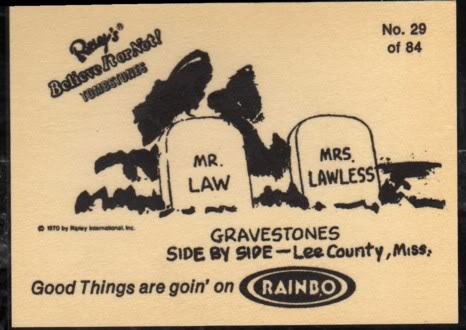 Ripley's®
Believe It or Not!
TOMBSTONES
No. 29
of 84
MR.
LAW
MRS.
LAWLESS
© 1970 by Ripley International, Inc.
GRAVESTONES
SIDE BY SIDE — Lee County, Miss.
Good Things are goin' on RAINBO